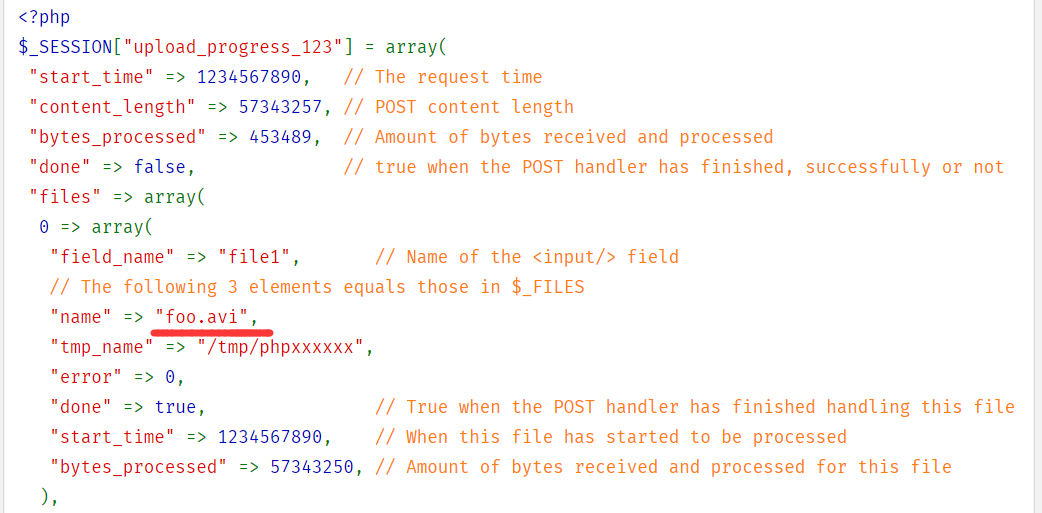 <?php
$_SESSION["upload_progress_123"] = array(
 "start_time" => 1234567890,   // The request time
 "content_length" => 57343257, // POST content length
 "bytes_processed" => 453489,  // Amount of bytes received and processed
 "done" => false,              // true when the POST handler has finished, successfully or not
 "files" => array(
  0 => array(
   "field_name" => "file1",       // Name of the <input/> field
   // The following 3 elements equals those in $_FILES
   "name" => "foo.avi",
   "tmp_name" => "/tmp/phpxxxxxx",
   "error" => 0,
   "done" => true,                // True when the POST handler has finished handling this file
   "start_time" => 1234567890,    // When this file has started to be processed
   "bytes_processed" => 57343250, // Amount of bytes received and processed for this file
  ),